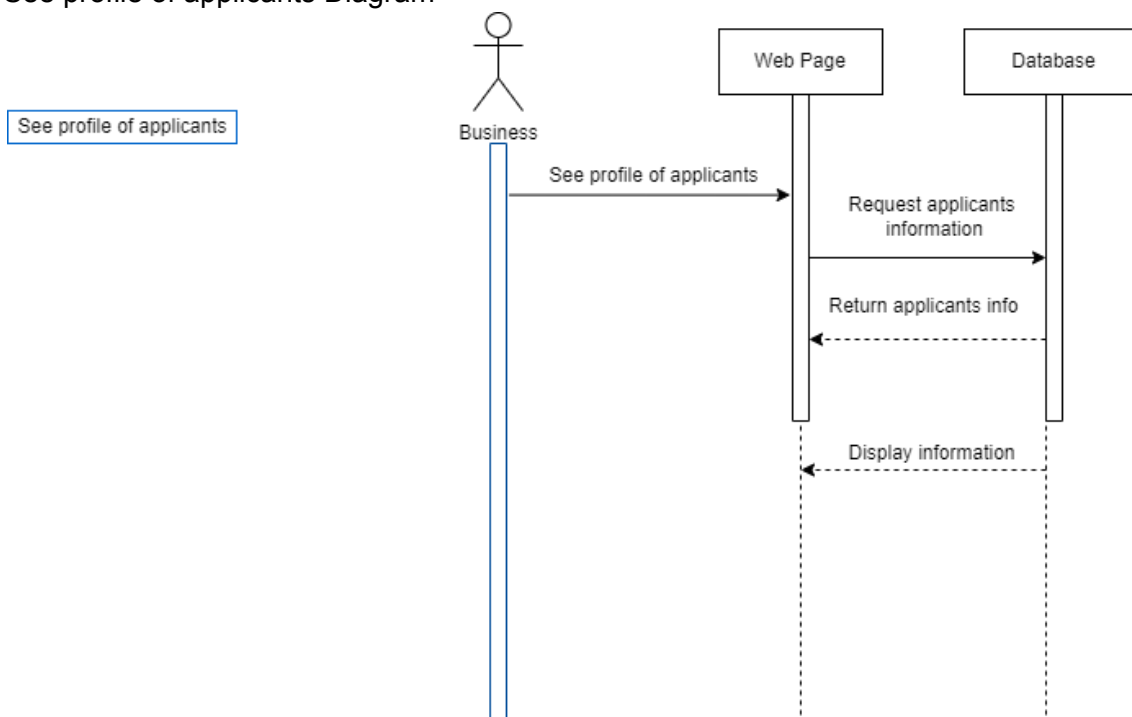 See profile of applicants Diagram
Web Page
Database
See profile of applicants
Business
See profile of applicants
Request applicants
information
Return applicants info
Display information